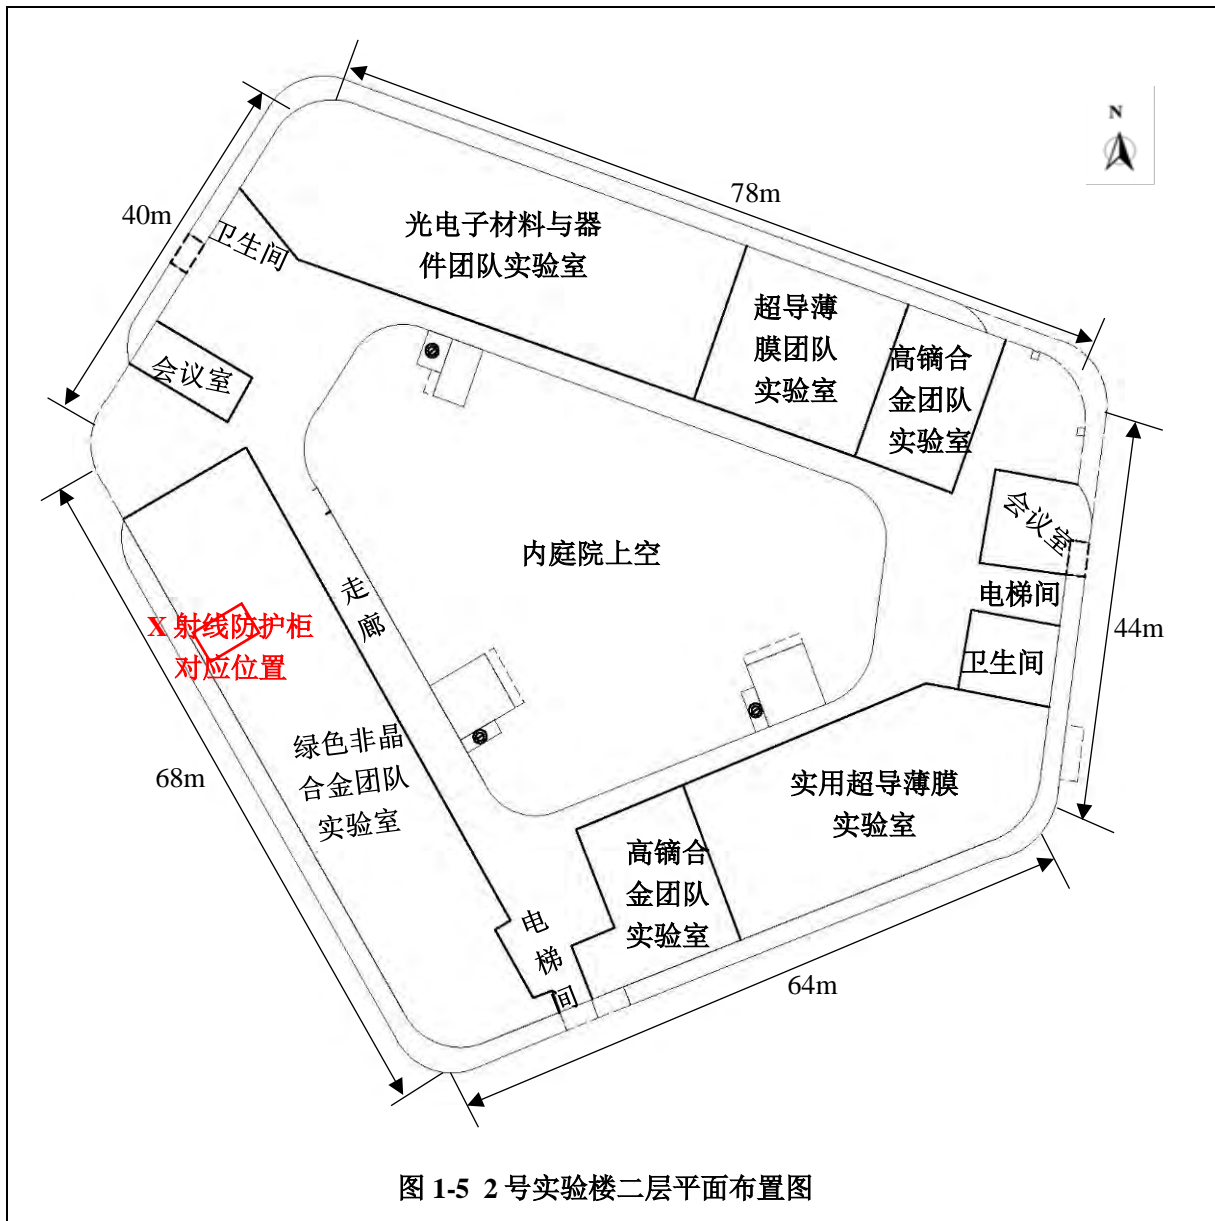 N
78m
40m
卫生间
光电子材料与器
件团队实验室
超导薄
膜团队
实验室
高镝合
金团队
实验室
会议室
会议室
内庭院上空
走
廊
电梯间
卫生间
44m
X 射线防护柜
对应位置
绿色非晶
合金团队
实验室
68m
实用超导薄膜
实验室
高镝合
金团队
实验室
电
梯
间
64m
图 1-5 2 号实验楼二层平面布置图